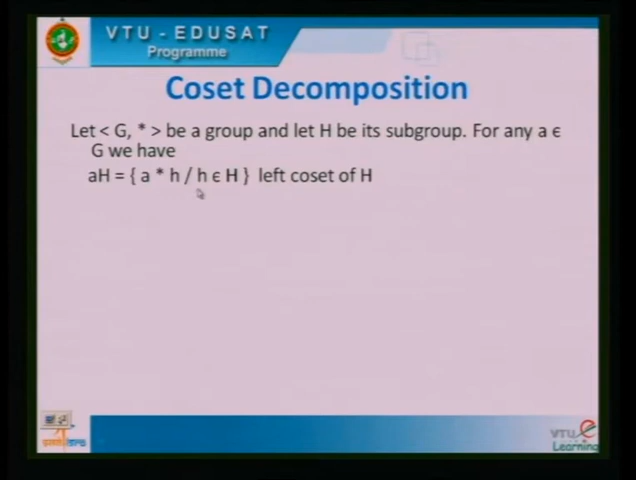 VTU - EDUSAT
Programme
Coset Decomposition
Let < G, * > be a group and let H be its subgroup. For any a ϵ
G we have
aH = { a * h / h ϵ H } left coset of H
VTU e
Learning